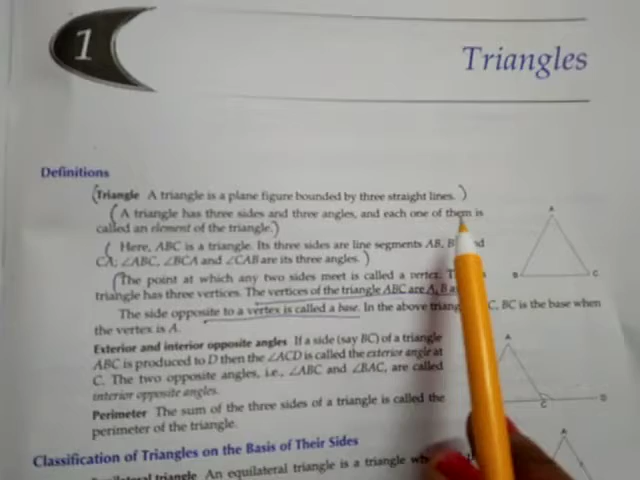 1
Triangles
Definitions
(Triangle A triangle is a plane figure bounded by three straight lines.)
(A triangle has three sides and three angles, and each one of them is
called an element of the triangle.)
(Here, ABC is a triangle. Its three sides are line segments AB, B nd
CA; ∠ABC, ∠BCA and ∠CAB are its three angles.)
(The point at which any two sides meet is called a vertex. T
triangle has three vertices. The vertices of the triangle ABC are A, B a
The side opposite to a vertex is called a base. In the above triang C, BC is the base when
the vertex is A.
Exterior and interior opposite angles If a side (say BC) of a triangle
ABC is produced to D then the ∠ACD is called the exterior angle at
C. The two opposite angles, i.e., ∠ABC and ∠BAC, are called
interior opposite angles.
Perimeter The sum of the three sides of a triangle is called the
perimeter of the triangle.
Classification of Triangles on the Basis of Their Sides
An equilateral triangle is a triangle
A
B C
A
C D
A